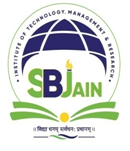 INSTITUTE OF TECHNOLOGY, MANAGEMENT & RESEARCH
SBJAIN
॥ विद्या धनम् सर्वधनं प्रधानम् ॥